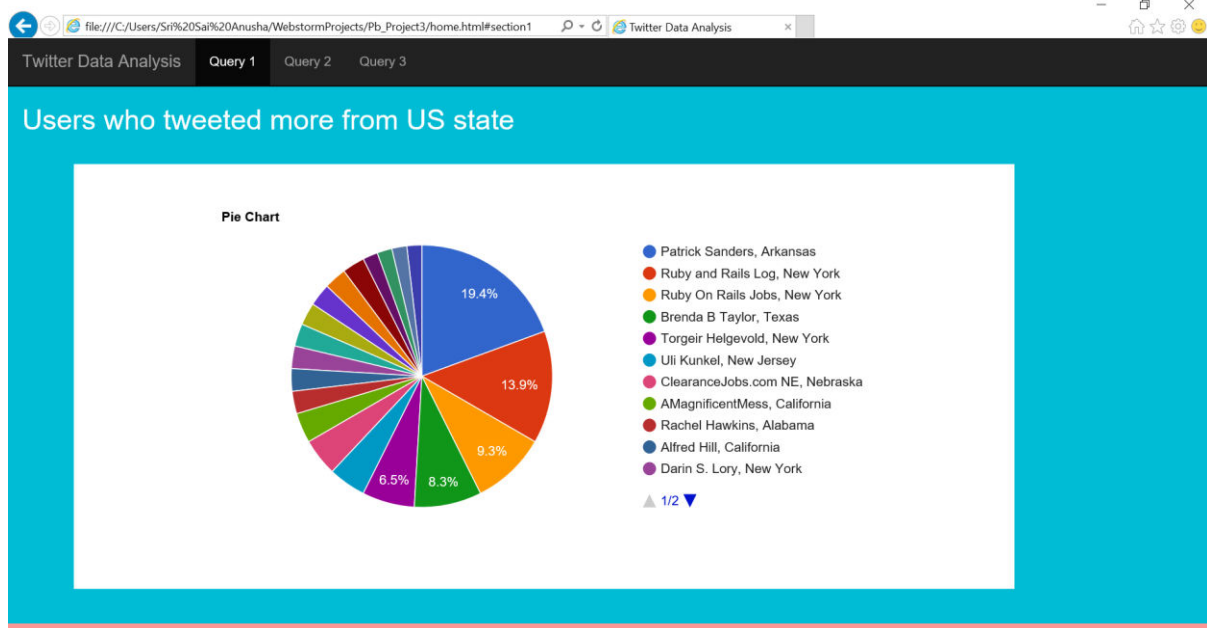 file:///C:/Users/Sri%20Sai%20Anusha/WebstormProjects/Pb_Project3/home.html#section1 Twitter Data Analysis
Twitter Data Analysis Query 1 Query 2 Query 3
Users who tweeted more from US state
Pie Chart
19.4%
13.9%
9.3%
8.3%
6.5%
Patrick Sanders, Arkansas
Ruby and Rails Log, New York
Ruby On Rails Jobs, New York
Brenda B Taylor, Texas
Torgeir Helgevold, New York
Uli Kunkel, New Jersey
ClearanceJobs.com NE, Nebraska
AMagnificentMess, California
Rachel Hawkins, Alabama
Alfred Hill, California
Darin S. Lory, New York
1/2